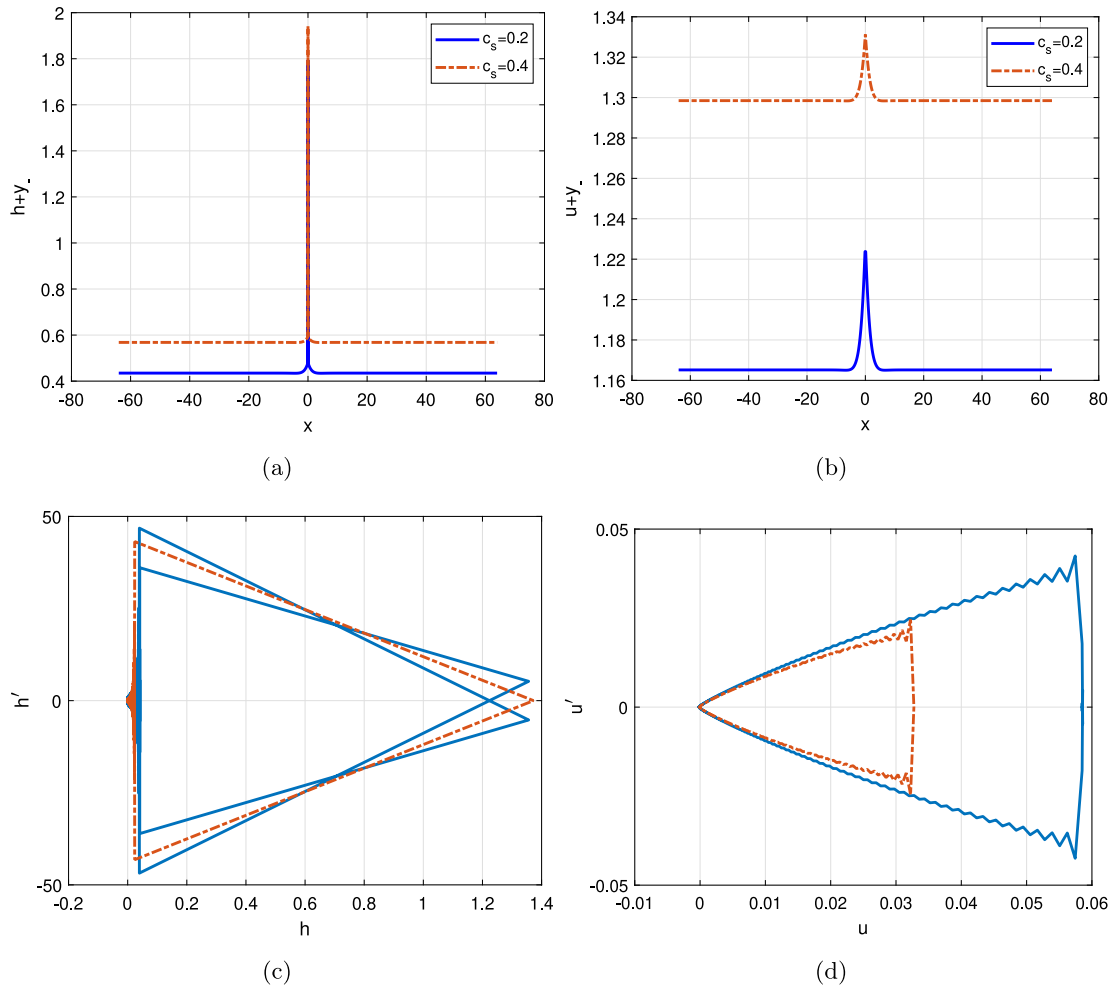 2
1.8
1.6
1.4
1.2
1
0.8
0.6
0.4
h+y_-
-80 -60 -40 -20 0 20 40 60 80
x
c_s=0.2
c_s=0.4
(a)
1.34
1.32
1.3
1.28
1.26
1.24
1.22
1.2
1.18
1.16
u+y_-
-80 -60 -40 -20 0 20 40 60 80
x
c_s=0.2
c_s=0.4
(b)
50
0
-50
h'
-0.2 0 0.2 0.4 0.6 0.8 1 1.2 1.4
h
(c)
0.05
0
-0.05
u'
-0.01 0 0.01 0.02 0.03 0.04 0.05 0.06
u
(d)